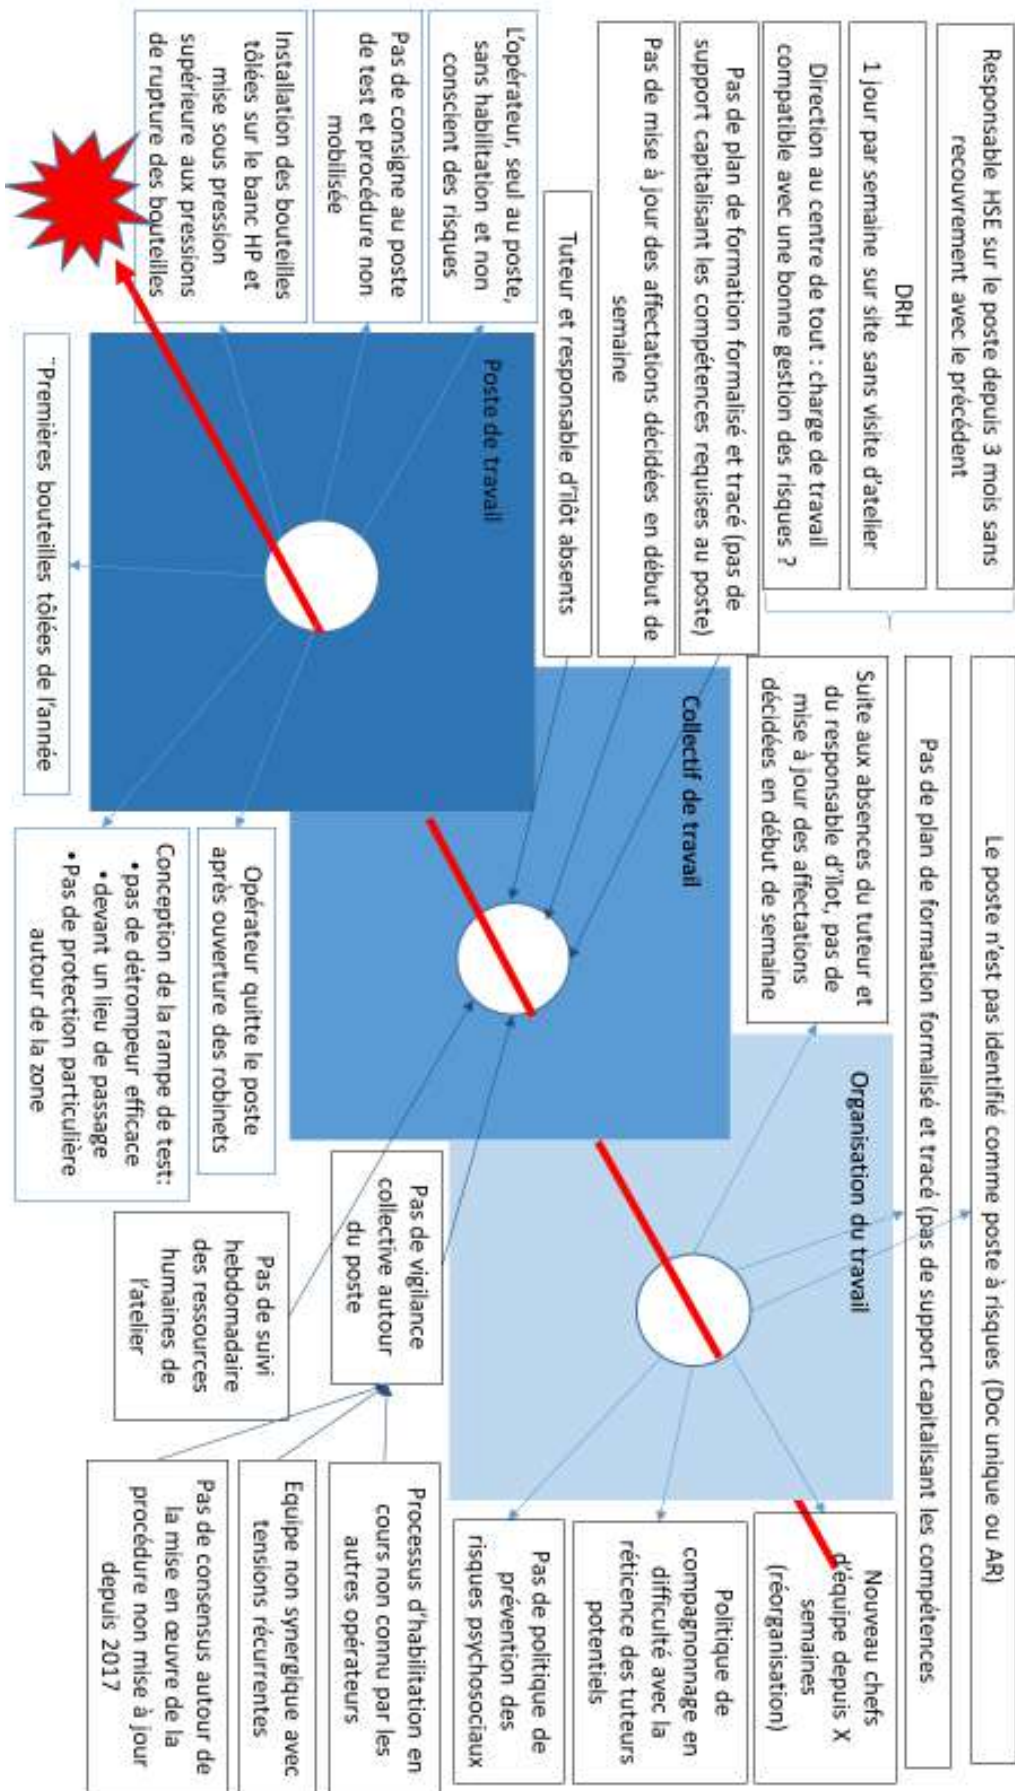 Responsable HSE sur le poste depuis 3 mois sans
recouvrement avec le précédent
DRH
1 jour par semaine sur site sans visite d'atelier
Direction au centre de tout : charge de travail
compatible avec une bonne gestion des risques ?
Pas de plan de formation formalisé et tracé (pas de
support capitalisant les compétences requises au poste)
Pas de mise à jour des affectations décidées en début de
semaine
Tuteur et responsable d'îlôt absents
L'opérateur, seul au poste,
sans habilitation et non
conscient des risques
Pas de consigne au poste
de test et procédure non
mobilisée
Installation des bouteilles
tôlées sur le banc HP et
mise sous pression
supérieure aux pressions
de rupture des bouteilles
Le poste n'est pas identifié comme poste à risques (Doc unique ou AR)
Pas de plan de formation formalisé et tracé (pas de support capitalisant les compétences
Suite aux absences du tuteur et
du responsable d'îlot, pas de
mise à jour des affectations
décidées en début de semaine
Organisation du travail
Collectif de travail
Poste de travail
"Premières bouteilles tôlées de l'année
Opérateur quitte le poste
après ouverture des robinets
Conception de la rampe de test:
•pas de détrompeur efficace
•devant un lieu de passage
•Pas de protection particulière
autour de la zone
Nouveau chefs
d'équipe depuis X
semaines
(réorganisation)
Politique de
compagnonnage en
difficulté avec la
réticence des tuteurs
potentiels
Pas de politique de
prévention des
risques psychosociaux
Pas de vigilance
collective autour
du poste
Pas de suivi
hebdomadaire
des ressources
humaines de
l'atelier
Processus d'habilitation en
cours non connu par les
autres opérateurs
Equipe non synergique avec
tensions récurrentes
Pas de consensus autour de
la mise en œuvre de la
procédure non mise à jour
depuis 2017